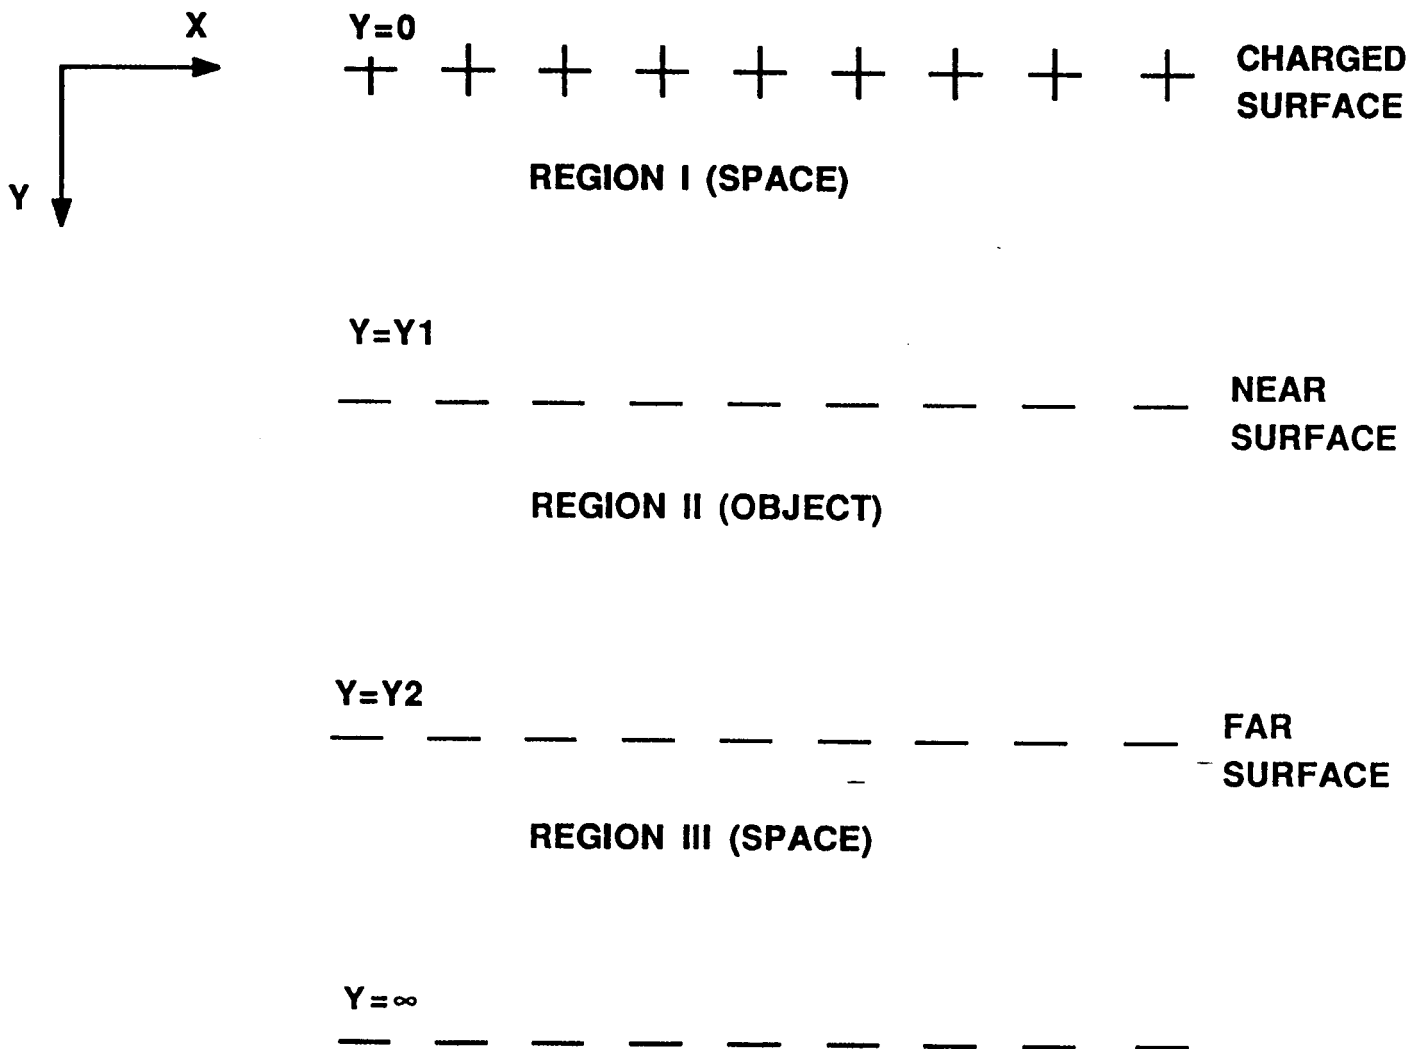 X
Y
Y=0
CHARGED
SURFACE
REGION I (SPACE)
Y=Y1
NEAR
SURFACE
REGION II (OBJECT)
Y=Y2
FAR
SURFACE
REGION III (SPACE)
Y=∞